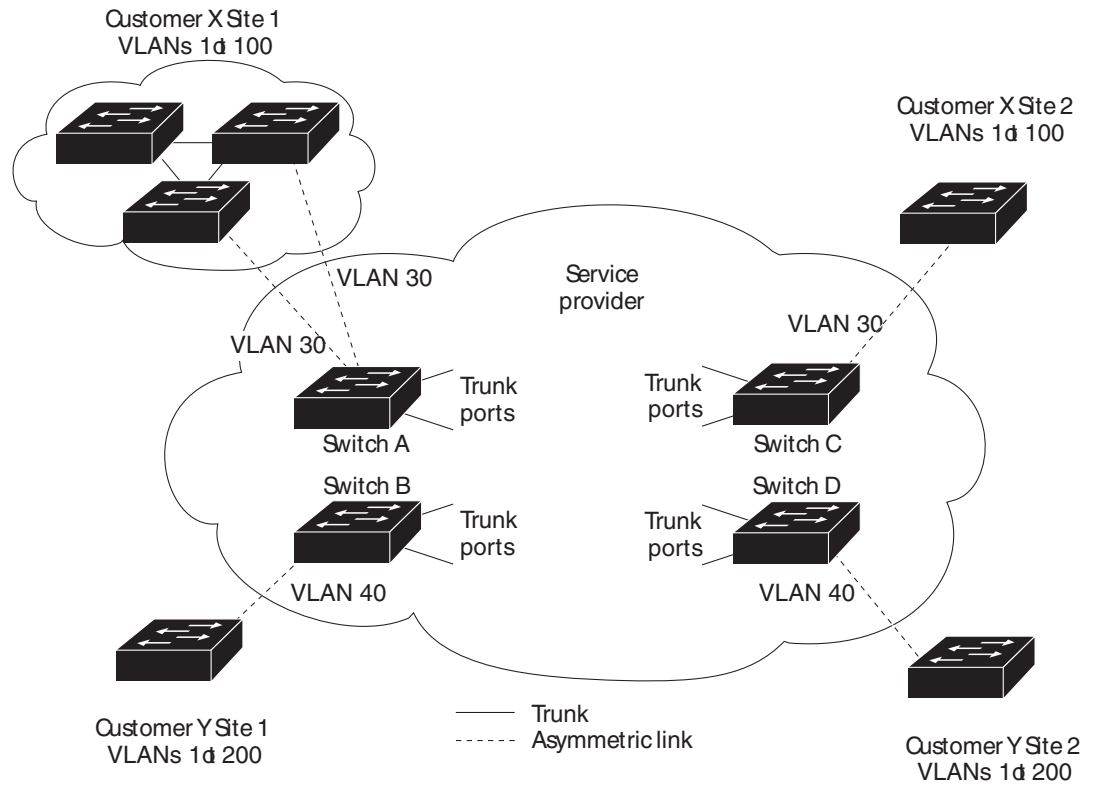 Customer X Site 1
VLANs 1 to 100
Customer X Site 2
VLANs 1 to 100
VLAN 30
Service
provider
VLAN 30
VLAN 30
Trunk
ports
Trunk
ports
Switch A
Switch C
Switch B
Switch D
Trunk
ports
Trunk
ports
VLAN 40
VLAN 40
Customer Y Site 1
VLANs 1 to 200
Trunk
Asymmetric link
Customer Y Site 2
VLANs 1 to 200